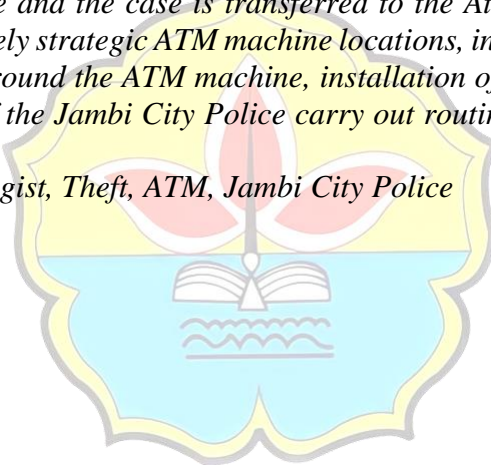 e and the case is transferred to the At
ely strategic ATM machine locations, in
round the ATM machine, installation of
f the Jambi City Police carry out routin
gist, Theft, ATM, Jambi City Police